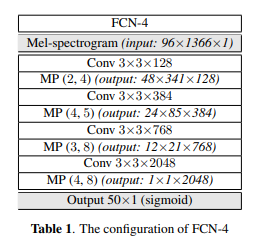 FCN-4
Mel-spectrogram (input: 96×1366×1)
Conv 3×3×128
MP (2, 4) (output: 48×341×128)
Conv 3×3×384
MP (4, 5) (output: 24×85×384)
Conv 3×3×768
MP (3, 8) (output: 12×21×768)
Conv 3×3×2048
MP (4, 8) (output: 1×1×2048)
Output 50×1 (sigmoid)
Table 1. The configuration of FCN-4